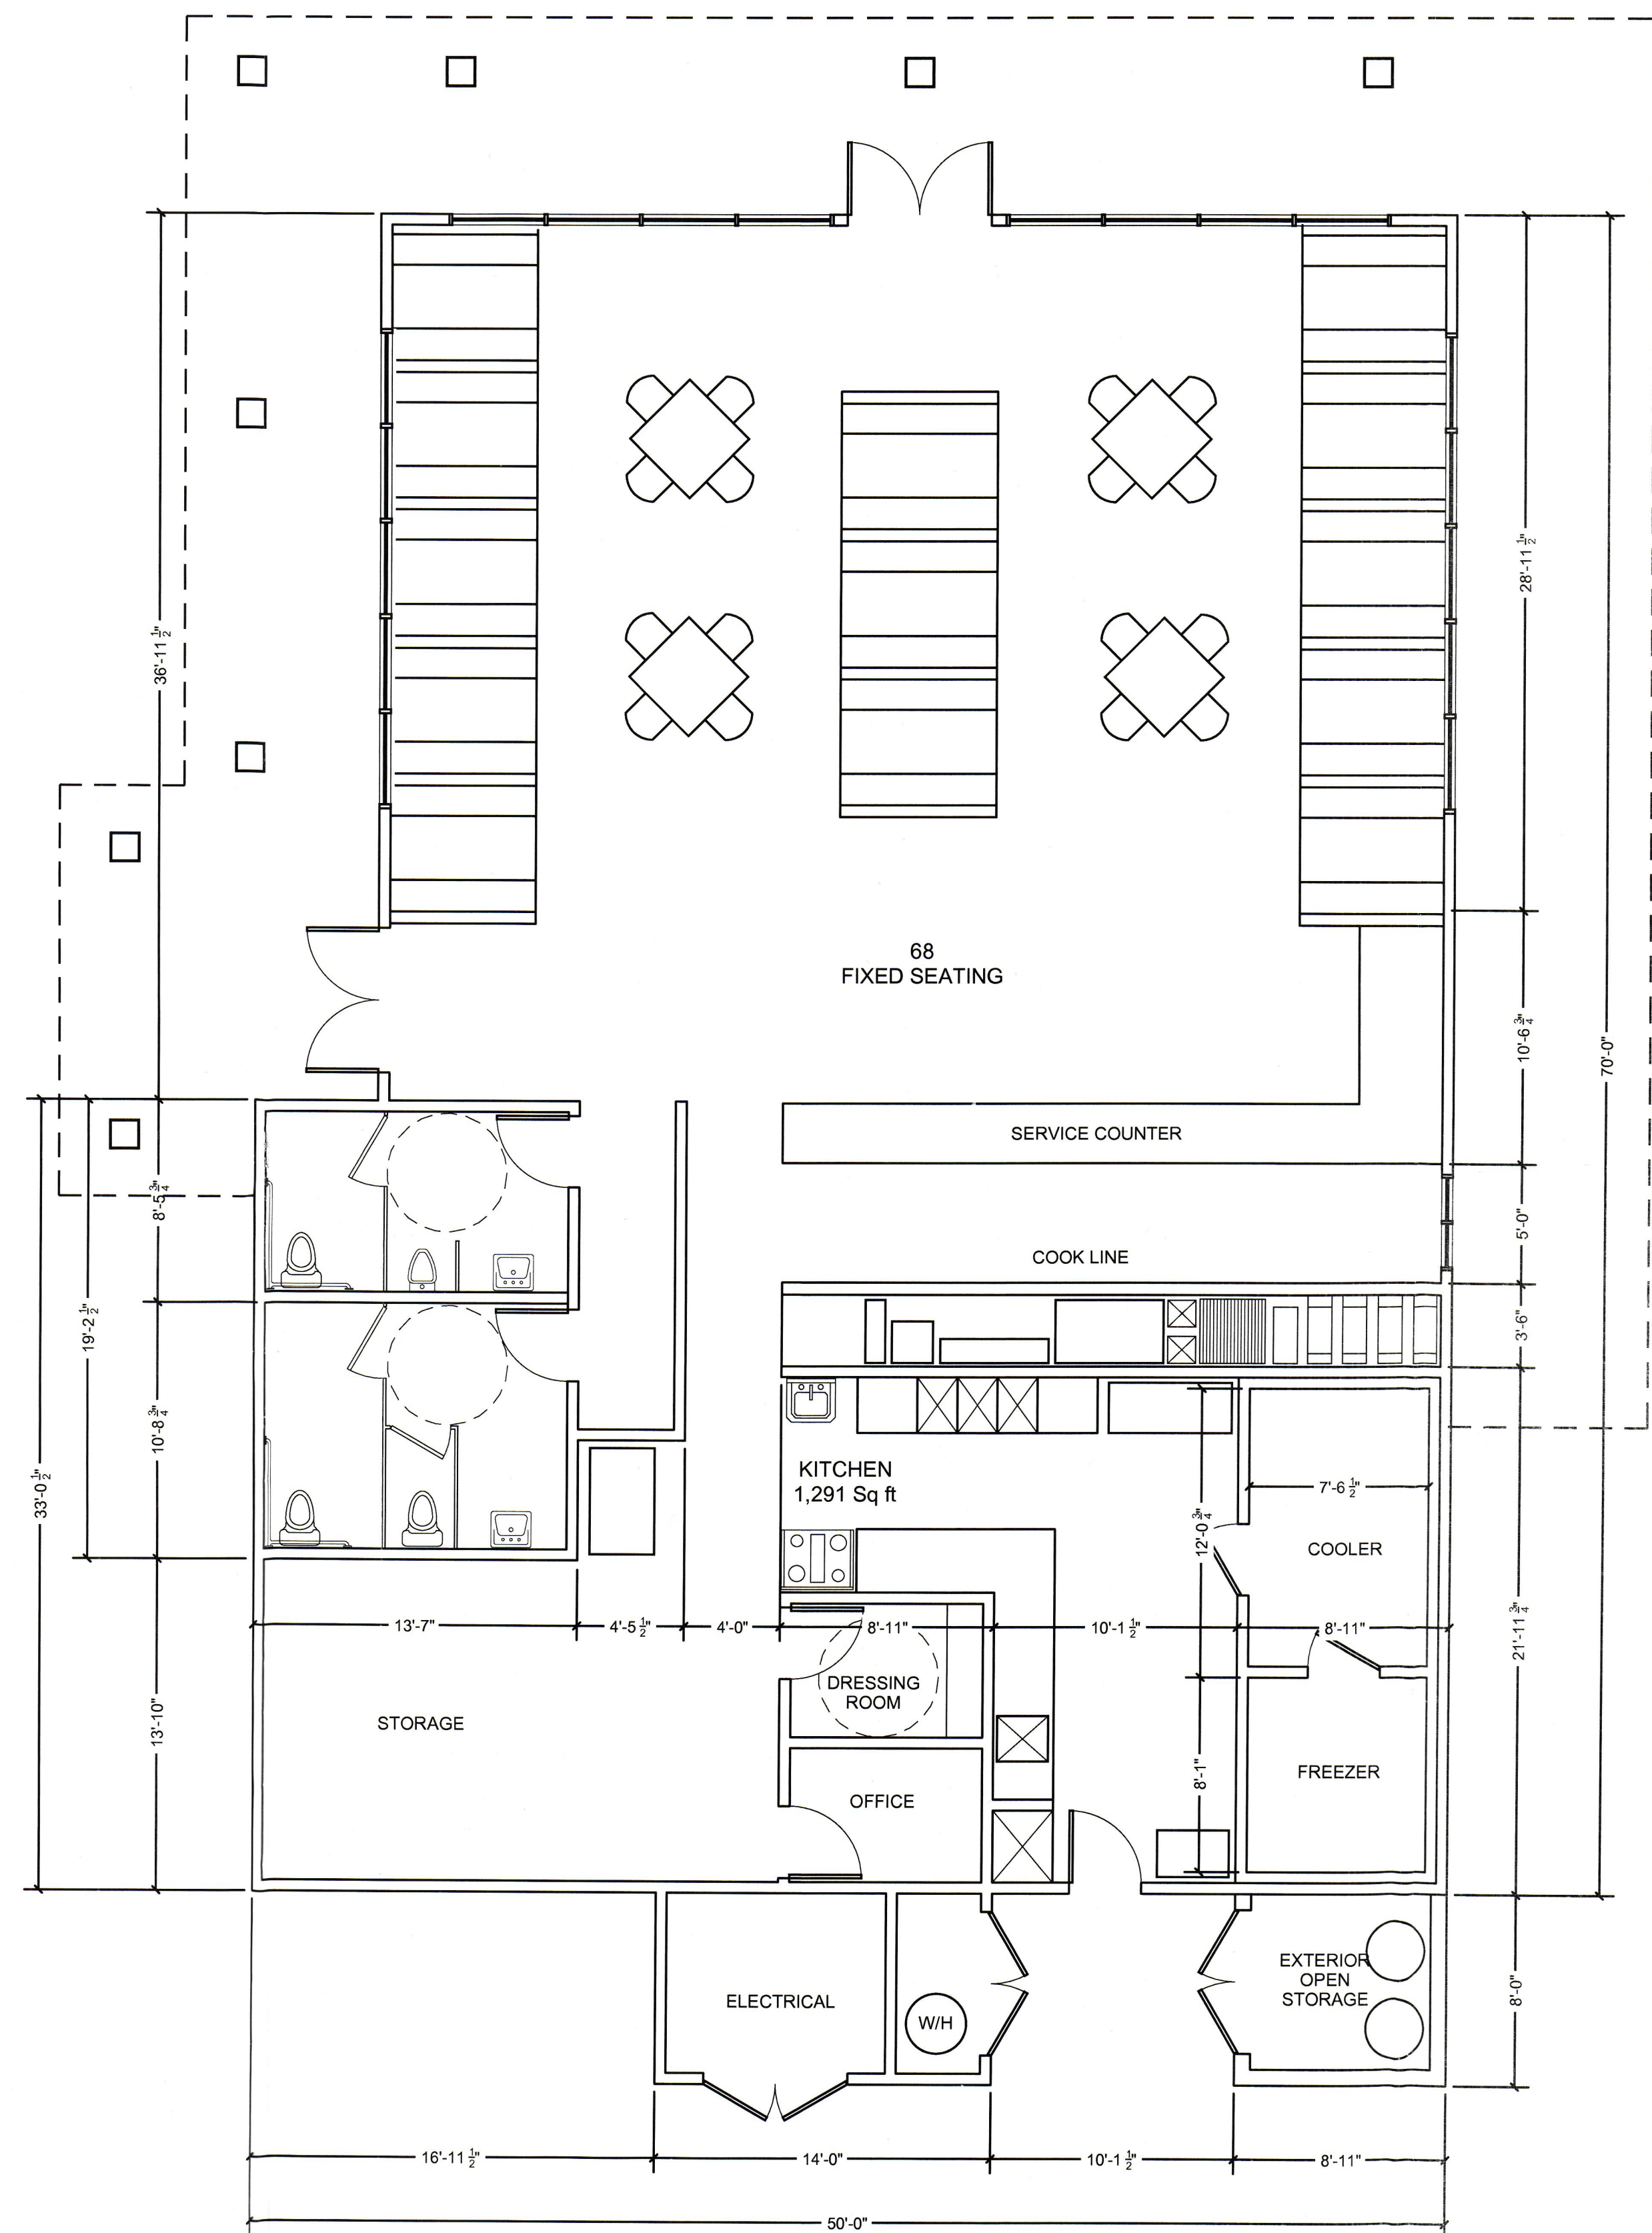 36'-11 1/2"
28'-11 1/2"
68
FIXED SEATING
10'-6 3/4"
70'-0"
SERVICE COUNTER
8'-5 3/4"
5'-0"
COOK LINE
19'-2 1/2"
3'-6"
10'-8 3/4"
33'-0 1/2"
KITCHEN
1,291 Sq ft
7'-6 1/2"
12'-0 3/4"
COOLER
13'-7"
4'-5 1/2"
4'-0"
8'-11"
10'-1 1/2"
8'-11"
21'-11 3/4"
DRESSING
ROOM
STORAGE
13'-10"
8'-1"
FREEZER
OFFICE
EXTERIOR
OPEN
STORAGE
ELECTRICAL
8'-0"
W/H
16'-11 1/2"
14'-0"
10'-1 1/2"
8'-11"
50'-0"